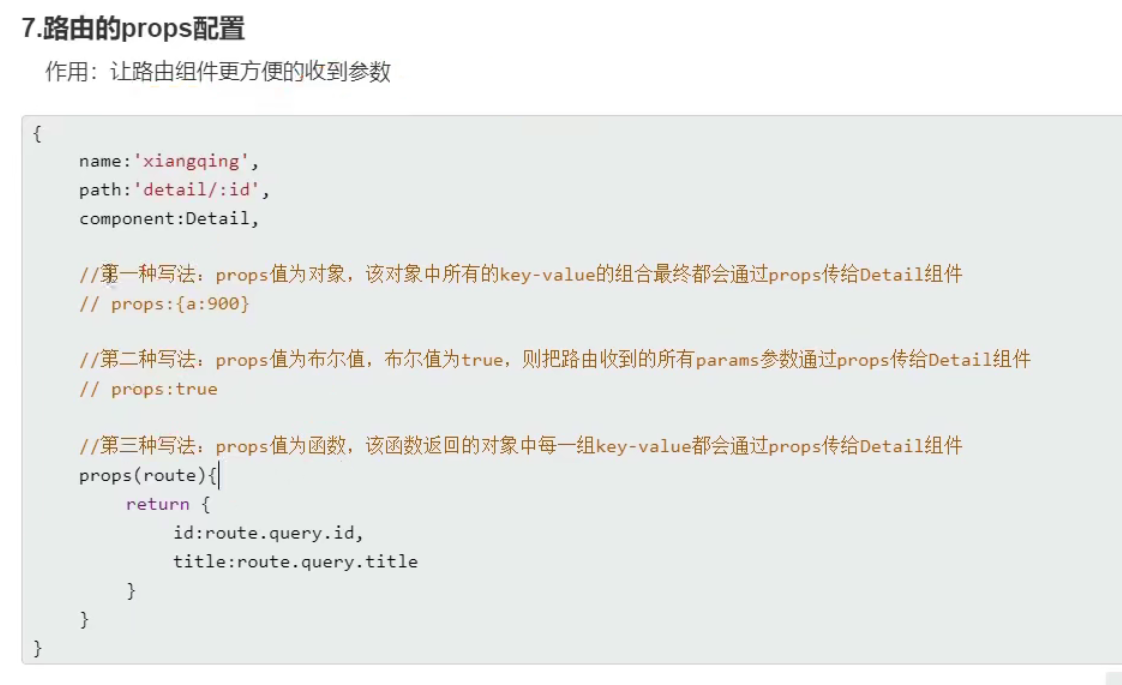 7.路由的props配置
作用：让路由组件更方便的收到参数
{
name:'xiangqing',
path:'detail/:id',
component:Detail,
//第一种写法：props值为对象，该对象中所有的key-value的组合最终都会通过props传给Detail组件
// props:{a:900}
//第二种写法：props值为布尔值，布尔值为true，则把路由收到的所有params参数通过props传给Detail组件
// props:true
//第三种写法：props值为函数，该函数返回的对象中每一组key-value都会通过props传给Detail组件
props(route){
return {
id:route.query.id,
title:route.query.title
}
}
}